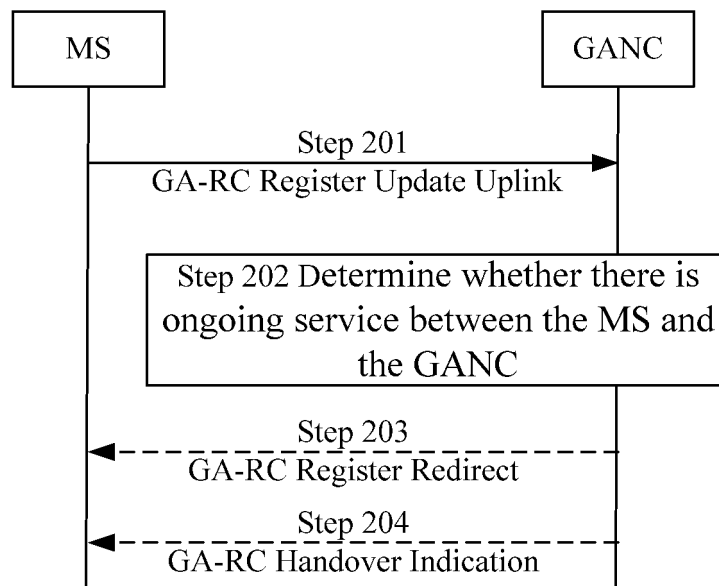 MS
GANC
Step 201
GA-RC Register Update Uplink
Step 202 Determine whether there is
ongoing service between the MS and
the GANC
Step 203
GA-RC Register Redirect
Step 204
GA-RC Handover Indication